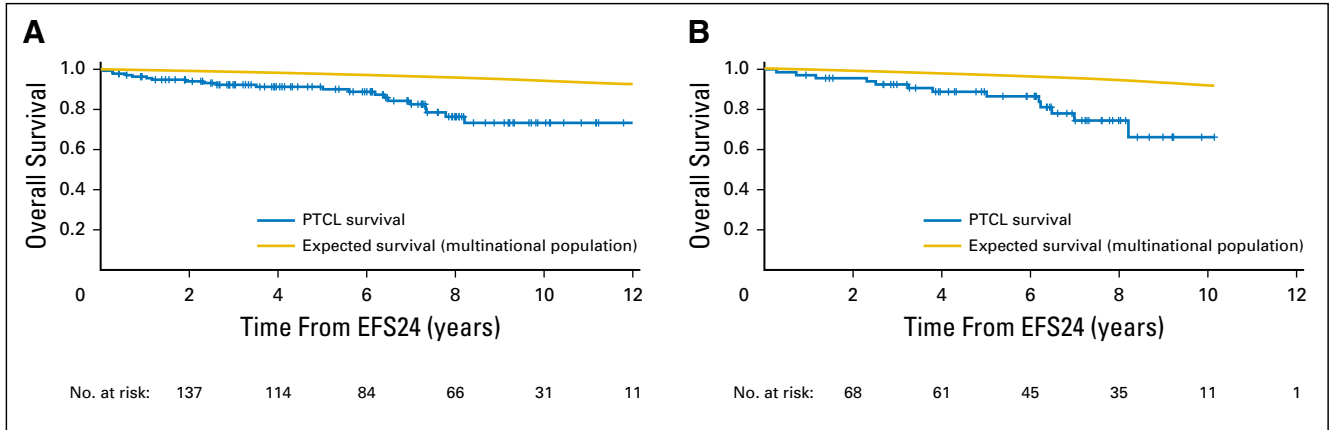 A
Overall Survival
1.0
0.8
0.6
0.4
0.2
PTCL survival
Expected survival (multinational population)
0 2 4 6 8 10 12
Time From EFS24 (years)
No. at risk: 137 114 84 66 31 11
B
Overall Survival
1.0
0.8
0.6
0.4
0.2
PTCL survival
Expected survival (multinational population)
0 2 4 6 8 10 12
Time From EFS24 (years)
No. at risk: 68 61 45 35 11 1